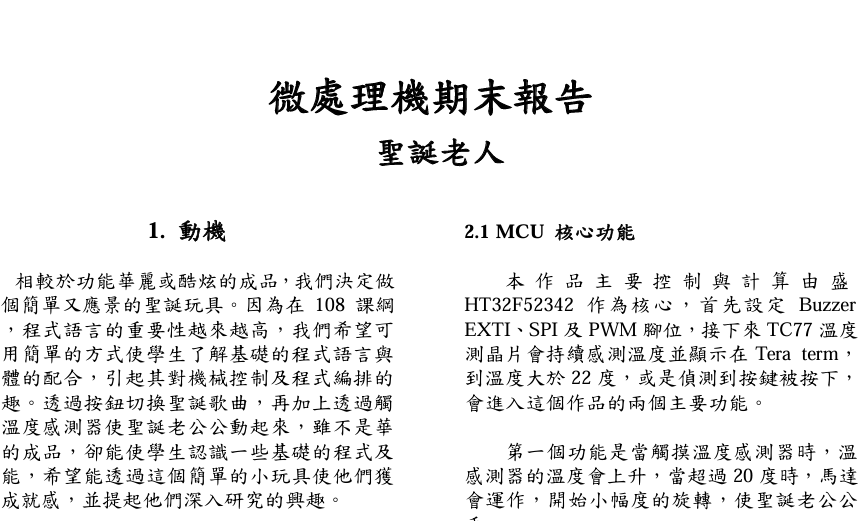 微處理機期末報告
聖誕老人
1. 動機
相較於功能華麗或酷炫的成品，我們決定做
個簡單又應景的聖誕玩具。因為在 108 課綱
，程式語言的重要性越來越高，我們希望可
用簡單的方式使學生了解基礎的程式語言與
體的配合，引起其對機械控制及程式編排的
趣。透過按鈕切換聖誕歌曲，再加上透過觸
溫度感測器使聖誕老公公動起來，雖不是華
的成品，卻能使學生認識一些基礎的程式及
能，希望能透過這個簡單的小玩具使他們獲
成就感，並提起他們深入研究的興趣。
2.1 MCU 核心功能
本作品主要控制與計算由盛
HT32F52342 作為核心，首先設定 Buzzer
EXTI、SPI 及 PWM 腳位，接下來 TC77 溫度
測晶片會持續感測溫度並顯示在 Tera term，
到溫度大於 22 度，或是偵測到按鍵被按下，
會進入這個作品的兩個主要功能。
第一個功能是當觸摸溫度感測器時，溫
感測器的溫度會上升，當超過 20 度時，馬達
會運作，開始小幅度的旋轉，使聖誕老公公